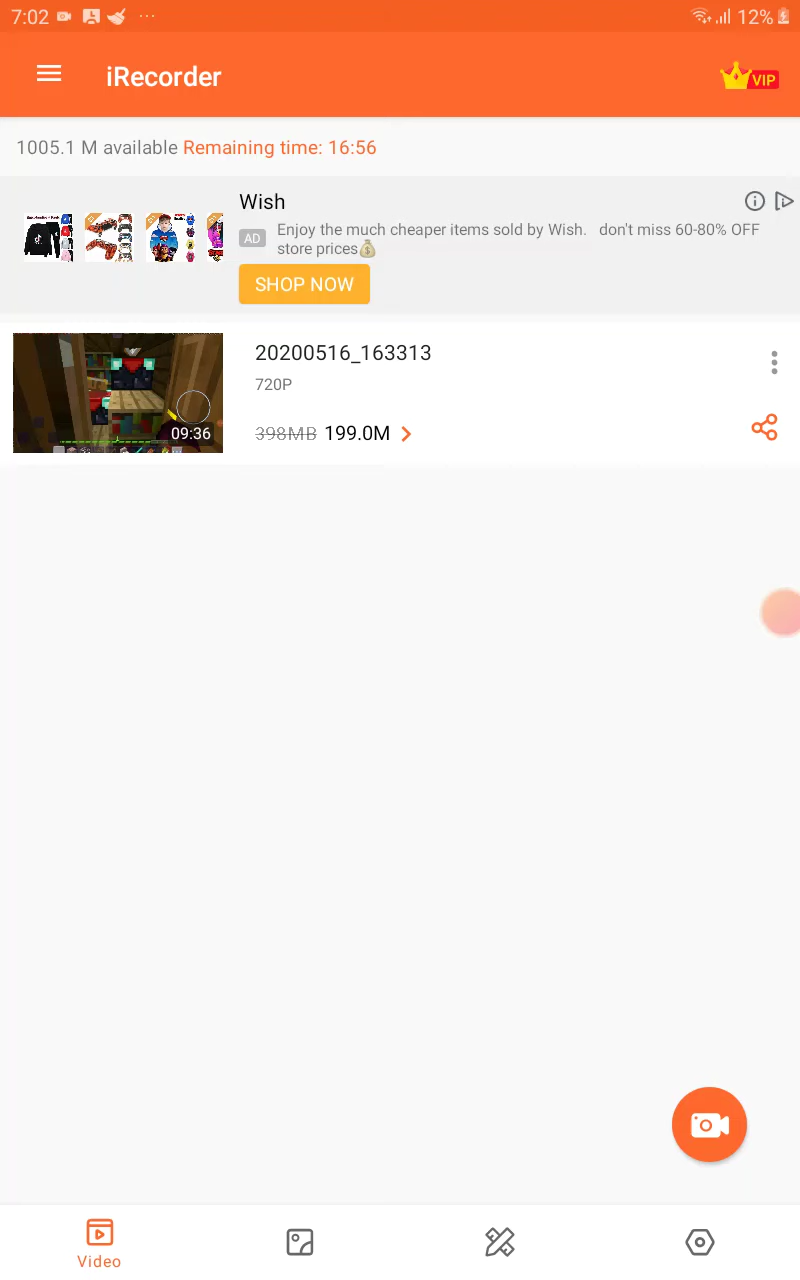 7:02 ... 12%
iRecorder
VIP
1005.1 M available Remaining time: 16:56
Wish
AD Enjoy the much cheaper items sold by Wish. don't miss 60-80% OFF
store prices💰
SHOP NOW
20200516_163313
720P
09:36
398MB 199.0M
Video